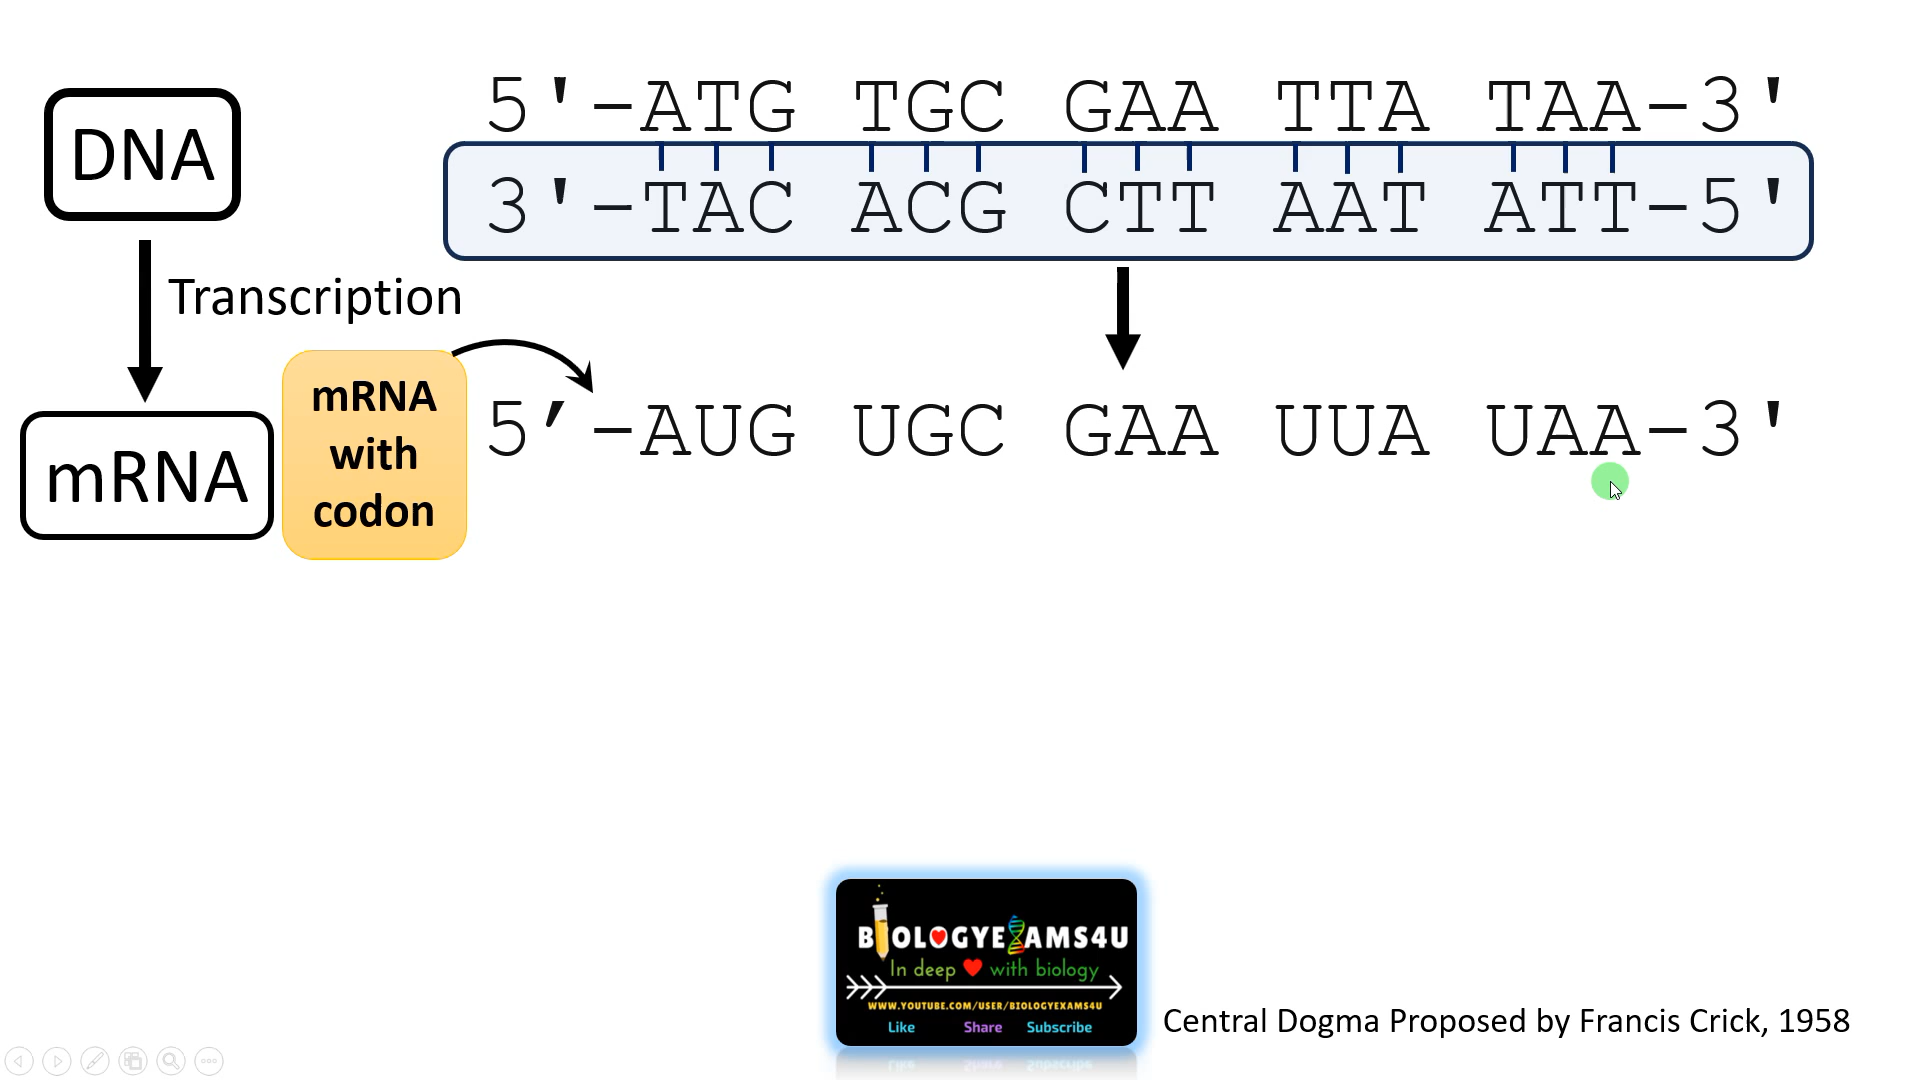 DNA
5'-ATG TGC GAA TTA TAA-3'
3'-TAC ACG CTT AAT ATT-5'
Transcription
mRNA
mRNA
with
codon
5’-AUG UGC GAA UUA UAA-3'
BIOLOGYEXAMS4U
In deep ❤ with biology
WWW.YOUTUBE.COM/USER/BIOLOGYEXAMS4U
Like Share Subscribe
Central Dogma Proposed by Francis Crick, 1958